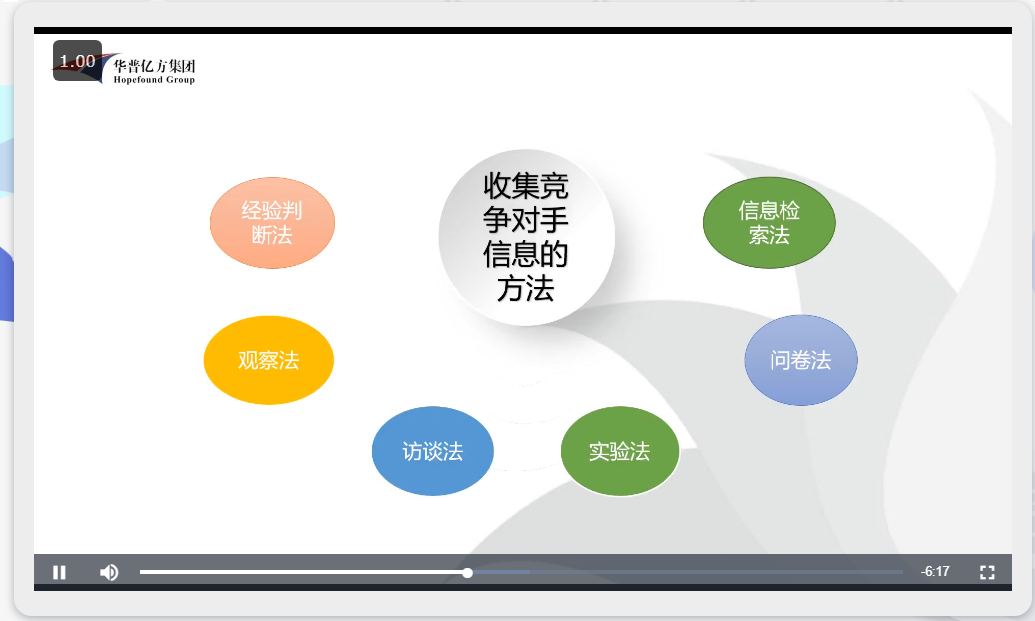 1.00
华普亿方集团
Hopefound Group
收集竞
争对手
信息的
方法
经验判
断法
信息检
索法
观察法
问卷法
访谈法
实验法
-6:17